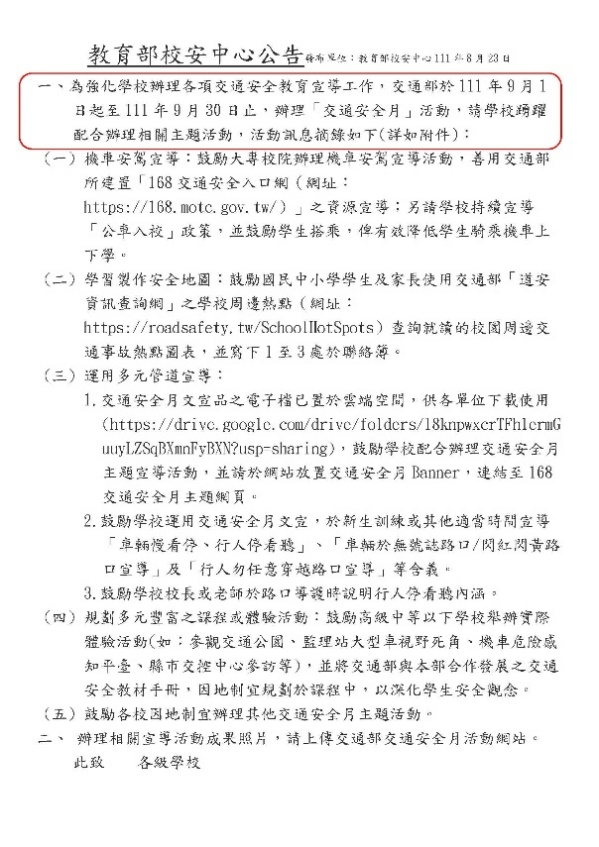 教育部校安中心公告發布單位：教育部校安中心111年8月23日
一、為強化學校辦理各項交通安全教育宣導工作，交通部於111年9月1
日起至111年9月30日止，辦理「交通安全月」活動，請學校踴躍
配合辦理相關主題活動，活動訊息摘錄如下(詳如附件)：
（一）機車安駕宣導：鼓勵大專校院辦理機車安駕宣導活動，善用交通部
所建置「168交通安全入口網（網址：
https://168.motc.gov.tw/）」之資源宣導；另請學校持續宣導
「公車入校」政策，並鼓勵學生搭乘，俾有效降低學生騎乘機車上
下學。
（二）學習製作安全地圖：鼓勵國民中小學學生及家長使用交通部「道安
資訊查詢網」之學校周邊熱點（網址：
https://roadsafety.tw/SchoolHotSpots）查詢就讀的校園周邊交
通事故熱點圖表，並寫下1至3處於聯絡簿。
（三）運用多元管道宣導：
1.交通安全月文宣品之電子檔已置於雲端空間，供各單位下載使用
(https://drive.google.com/drive/folders/18knpwxcrTFhlcrmG
uuyLZSqBXmnFyBXN?usp=sharing)，鼓勵學校配合辦理交通安全月
主題宣導活動，並請於網站放置交通安全月Banner，連結至168
交通安全月主題網頁。
2.鼓勵學校運用交通安全月文宣，於新生訓練或其他適當時間宣導
「車輛慢看停、行人停看聽」、「車輛於無號誌路口/閃紅閃黃路
口宣導」及「行人勿任意穿越路口宣導」等含義。
3.鼓勵學校校長或老師於路口導護時說明行人停看聽內涵。
（四）規劃多元豐富之課程或體驗活動：鼓勵高級中等以下學校舉辦實際
體驗活動(如：參觀交通公園、監理站大型車視野死角、機車危險感
知平臺、縣市交控中心參訪等)，並將交通部與本部合作發展之交通
安全教材手冊，因地制宜規劃於課程中，以深化學生安全觀念。
（五）鼓勵各校因地制宜辦理其他交通安全月主題活動。
二、 辦理相關宣導活動成果照片，請上傳交通部交通安全月活動網站。
此致　　各級學校